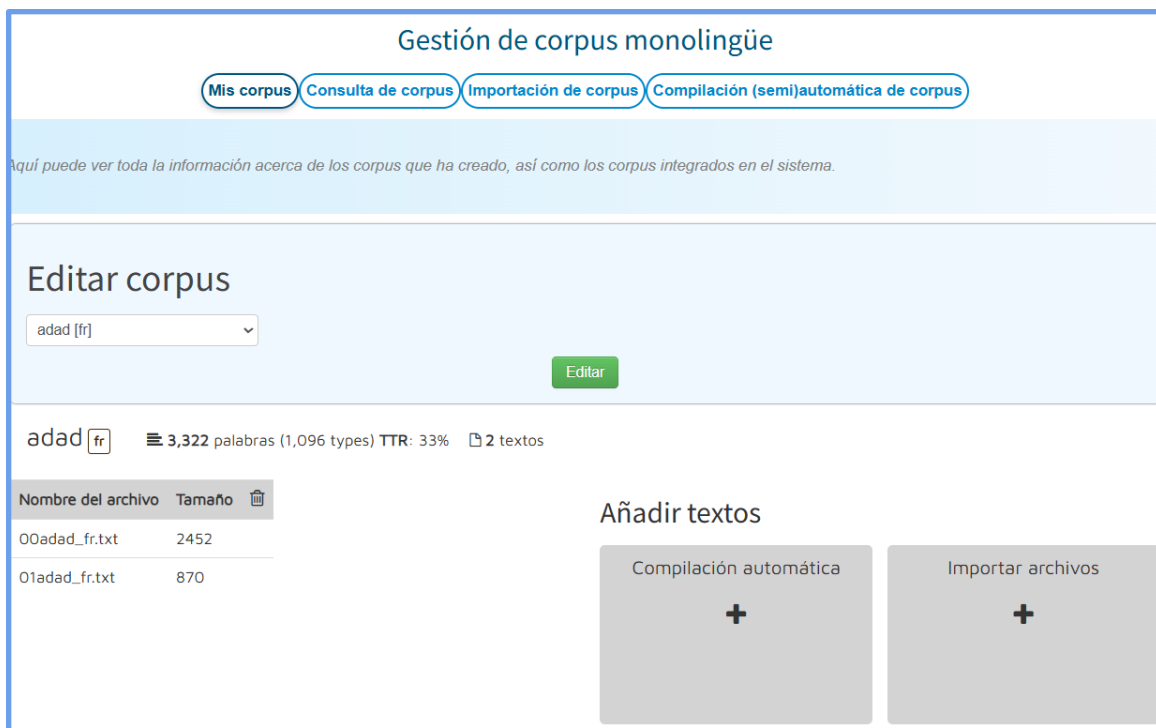 Gestión de corpus monolingüe
Mis corpus Consulta de corpus Importación de corpus Compilación (semi)automática de corpus
Aquí puede ver toda la información acerca de los corpus que ha creado, así como los corpus integrados en el sistema.
Editar corpus
adad [fr]
Editar
adad fr 3,322 palabras (1,096 types) TTR: 33% 2 textos
Nombre del archivo Tamaño
00adad_fr.txt 2452
01adad_fr.txt 870
Añadir textos
Compilación automática Importar archivos